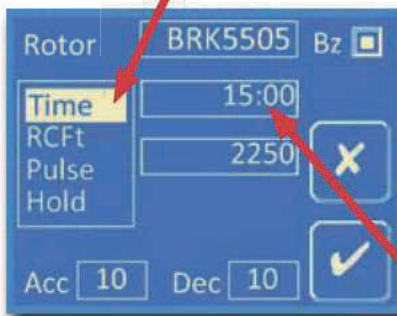 Rotor BRK5505 Bz
Time 15:00
RCFt
Pulse 2250
Hold
Acc 10 Dec 10